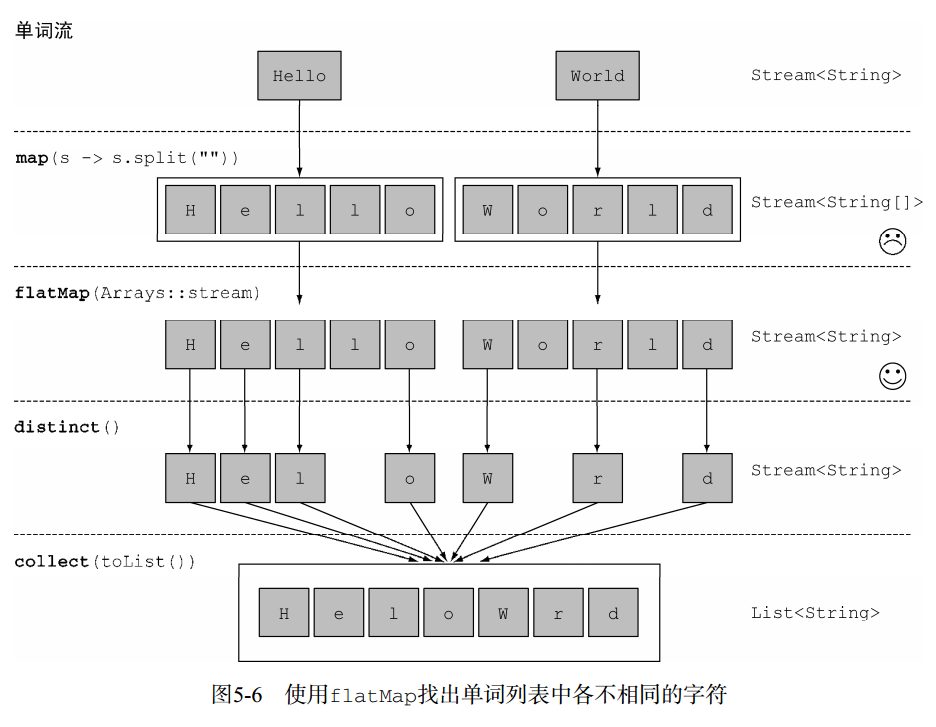 单词流
Hello World Stream<String>
map(s -> s.split(""))
H e l l o W o r l d Stream<String[]>
flatMap(Arrays::stream)
H e l l o W o r l d Stream<String>
distinct()
H e l o W r d Stream<String>
collect(toList())
H e l o W r d List<String>
图5-6 使用flatMap找出单词列表中各不相同的字符